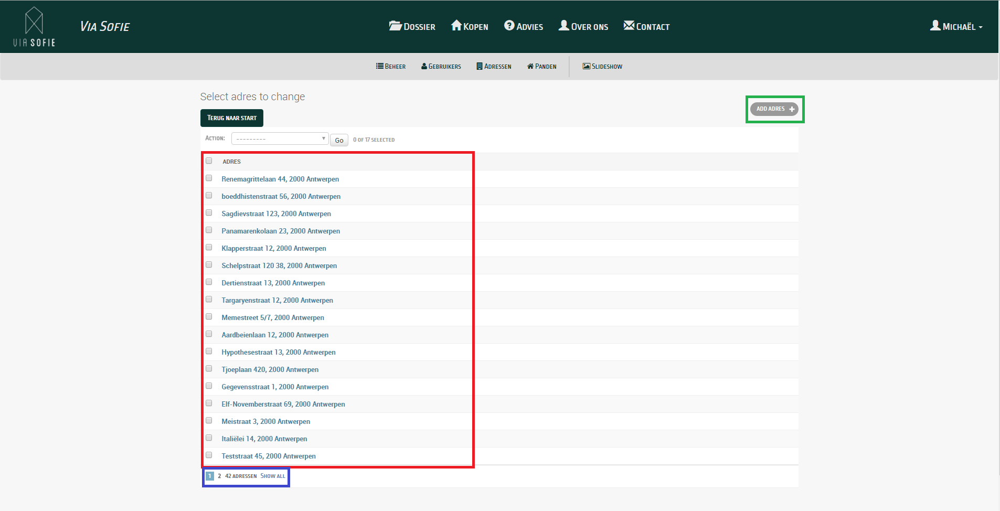 VIA SOFIE
Via Sofie
Dossier
Kopen
Advies
Over ons
Contact
Michaël
Beheer
Gebruikers
Adressen
Panden
Slideshow
Select adres to change
Terug naar start
ADD ADRES
Action:
---------
Go
0 of 17 selected
ADRES
Renemagrittelaan 44, 2000 Antwerpen
boeddhistenstraat 56, 2000 Antwerpen
Sagdievstraat 123, 2000 Antwerpen
Panamarenkolaan 23, 2000 Antwerpen
Klapperstraat 12, 2000 Antwerpen
Schelpstraat 120 38, 2000 Antwerpen
Dertienstraat 13, 2000 Antwerpen
Targaryenstraat 12, 2000 Antwerpen
Memestreet 5/7, 2000 Antwerpen
Aardbeienlaan 12, 2000 Antwerpen
Hypothesestraat 13, 2000 Antwerpen
Tjoeplaan 420, 2000 Antwerpen
Gegevensstraat 1, 2000 Antwerpen
Elf-Novemberstraat 69, 2000 Antwerpen
Meistraat 3, 2000 Antwerpen
Italiëlei 14, 2000 Antwerpen
Teststraat 45, 2000 Antwerpen
1 2 42 adressen Show all